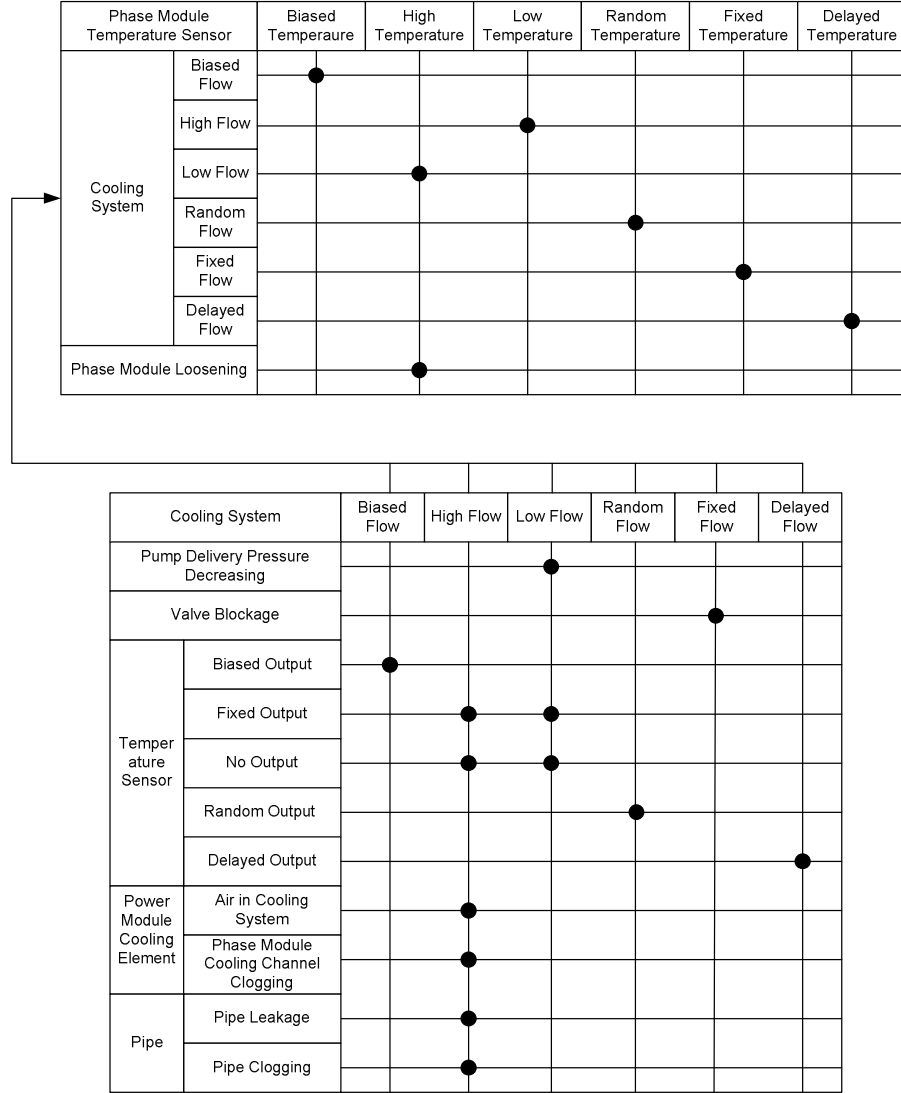 Phase Module
Temperature Sensor
Biased
Temperaure
High
Temperature
Low
Temperature
Random
Temperature
Fixed
Temperature
Delayed
Temperature
Cooling
System
Biased
Flow
High Flow
Low Flow
Random
Flow
Fixed
Flow
Delayed
Flow
Phase Module Loosening
Cooling System
Biased
Flow
High Flow
Low Flow
Random
Flow
Fixed
Flow
Delayed
Flow
Pump Delivery Pressure
Decreasing
Valve Blockage
Temper
ature
Sensor
Biased Output
Fixed Output
No Output
Random Output
Delayed Output
Power
Module
Cooling
Element
Air in Cooling
System
Phase Module
Cooling Channel
Clogging
Pipe
Pipe Leakage
Pipe Clogging